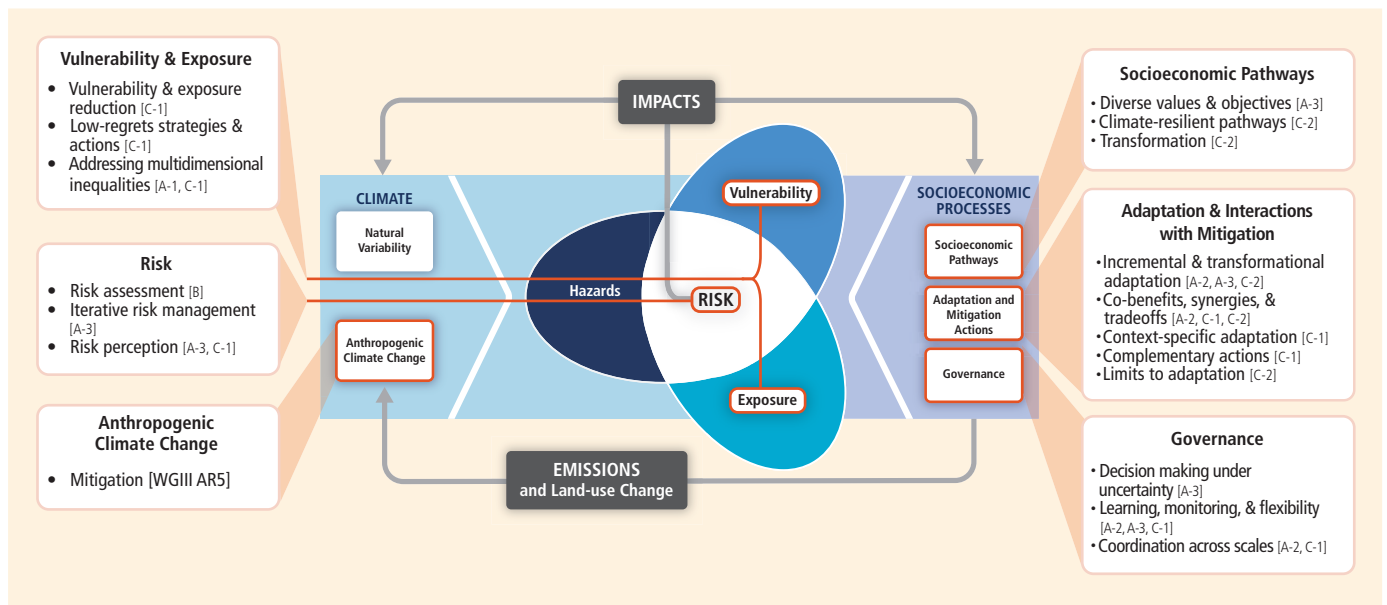 Vulnerability & Exposure
• Vulnerability & exposure
reduction [C-1]
• Low-regrets strategies &
actions [C-1]
• Addressing multidimensional
inequalities [A-1, C-1]
Risk
• Risk assessment [B]
• Iterative risk management
[A-3]
• Risk perception [A-3, C-1]
Anthropogenic
Climate Change
• Mitigation [WGIII AR5]
IMPACTS
CLIMATE
Natural
Variability
Anthropogenic
Climate Change
Vulnerability
Hazards
RISK
Exposure
SOCIOECONOMIC
PROCESSES
Socioeconomic
Pathways
Adaptation and
Mitigation
Actions
Governance
EMISSIONS
and Land-use Change
Socioeconomic Pathways
• Diverse values & objectives [A-3]
• Climate-resilient pathways [C-2]
• Transformation [C-2]
Adaptation & Interactions
with Mitigation
• Incremental & transformational
adaptation [A-2, A-3, C-2]
• Co-benefits, synergies, &
tradeoffs [A-2, C-1, C-2]
• Context-specific adaptation [C-1]
• Complementary actions [C-1]
• Limits to adaptation [C-2]
Governance
• Decision making under
uncertainty [A-3]
• Learning, monitoring, & flexibility
[A-2, A-3, C-1]
• Coordination across scales [A-2, C-1]